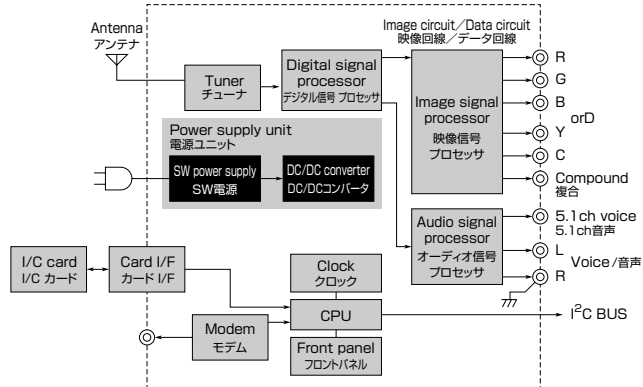 Antenna
アンテナ
Image circuit／Data circuit
映像回線／データ回線
Tuner
チューナ
Digital signal
processor
デジタル信号 プロセッサ
Image signal
processor
映像信号
プロセッサ
R
G
B
orD
Y
C
Compound
複合
Power supply unit
電源ユニット
SW power supply
SW電源
DC/DC converter
DC/DCコンバータ
Audio signal
processor
オーディオ信号
プロセッサ
5.1ch voice
5.1ch音声
L
Voice/音声
R
I/C card
I/C カード
Card I/F
カード I/F
Clock
クロック
CPU
I²C BUS
Modem
モデム
Front panel
フロントパネル